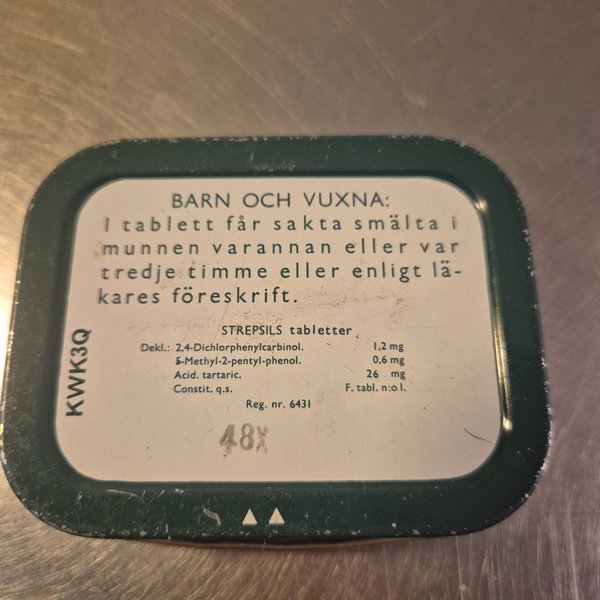 BARN OCH VUXNA:
1 tablett får sakta smälta i
munnen varannan eller var
tredje timme eller enligt lä-
kares föreskrift.
STREPSILS tabletter
Dekl.: 2,4-Dichlorphenylcarbinol. 1,2 mg
5-Methyl-2-pentyl-phenol. 0,6 mg
Acid. tartaric. 26 mg
Constit. q.s. F. tabl. n:o l.
Reg. nr. 6431
48X
KWK3Q